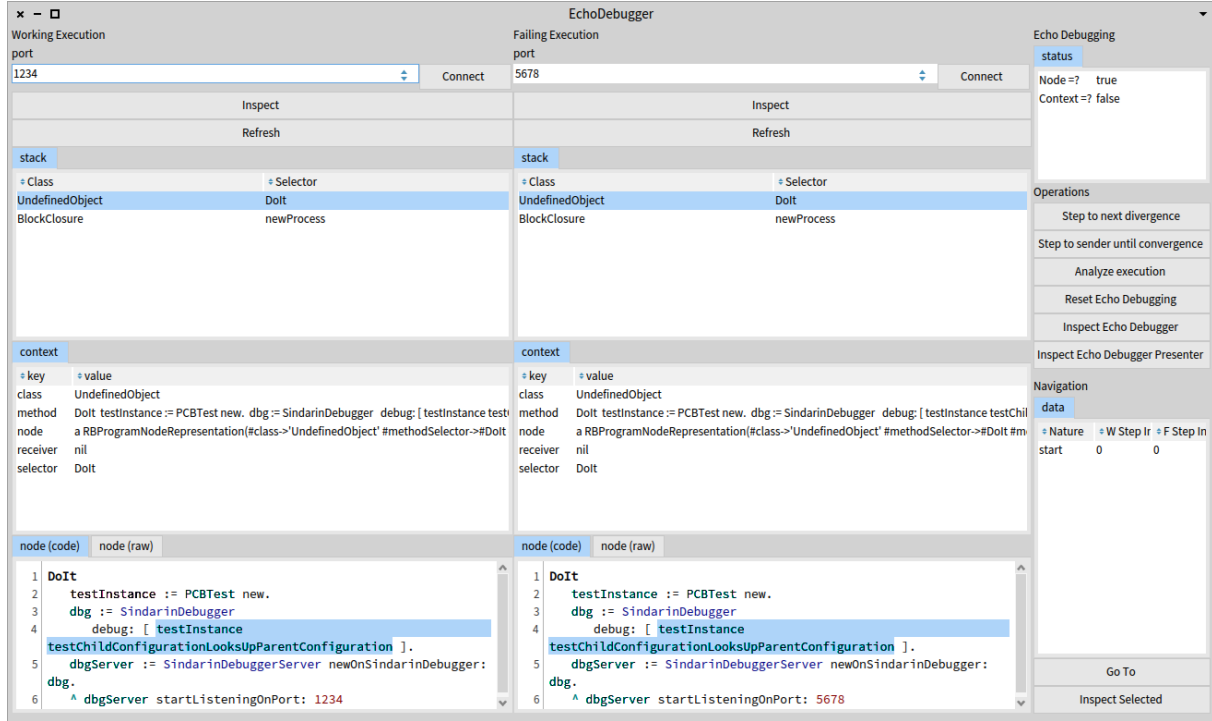 EchoDebugger
Working Execution
port
1234
Connect
Inspect
Refresh
stack
Class Selector
UndefinedObject DoIt
BlockClosure newProcess
context
key value
class UndefinedObject
method DoIt testInstance := PCBTest new. dbg := SindarinDebugger debug: [ testInstance test
node a RBProgramNodeRepresentation(#class->'UndefinedObject' #methodSelector->#DoIt
receiver nil
selector DoIt
node (code) node (raw)
1 DoIt
2 testInstance := PCBTest new.
3 dbg := SindarinDebugger
4 debug: [ testInstance
testChildConfigurationLooksUpParentConfiguration ].
5 dbgServer := SindarinDebuggerServer newOnSindarinDebugger:
dbg.
6 ^ dbgServer startListeningOnPort: 1234
Failing Execution
port
5678
Connect
Inspect
Refresh
stack
Class Selector
UndefinedObject DoIt
BlockClosure newProcess
context
key value
class UndefinedObject
method DoIt testInstance := PCBTest new. dbg := SindarinDebugger debug: [ testInstance testChil
node a RBProgramNodeRepresentation(#class->'UndefinedObject' #methodSelector->#DoIt #m
receiver nil
selector DoIt
node (code) node (raw)
1 DoIt
2 testInstance := PCBTest new.
3 dbg := SindarinDebugger
4 debug: [ testInstance
testChildConfigurationLooksUpParentConfiguration ].
5 dbgServer := SindarinDebuggerServer newOnSindarinDebugger:
dbg.
6 ^ dbgServer startListeningOnPort: 5678
Echo Debugging
status
Node =? true
Context =? false
Operations
Step to next divergence
Step to sender until convergence
Analyze execution
Reset Echo Debugging
Inspect Echo Debugger
Inspect Echo Debugger Presenter
Navigation
data
Nature W Step In F Step In
start 0 0
Go To
Inspect Selected